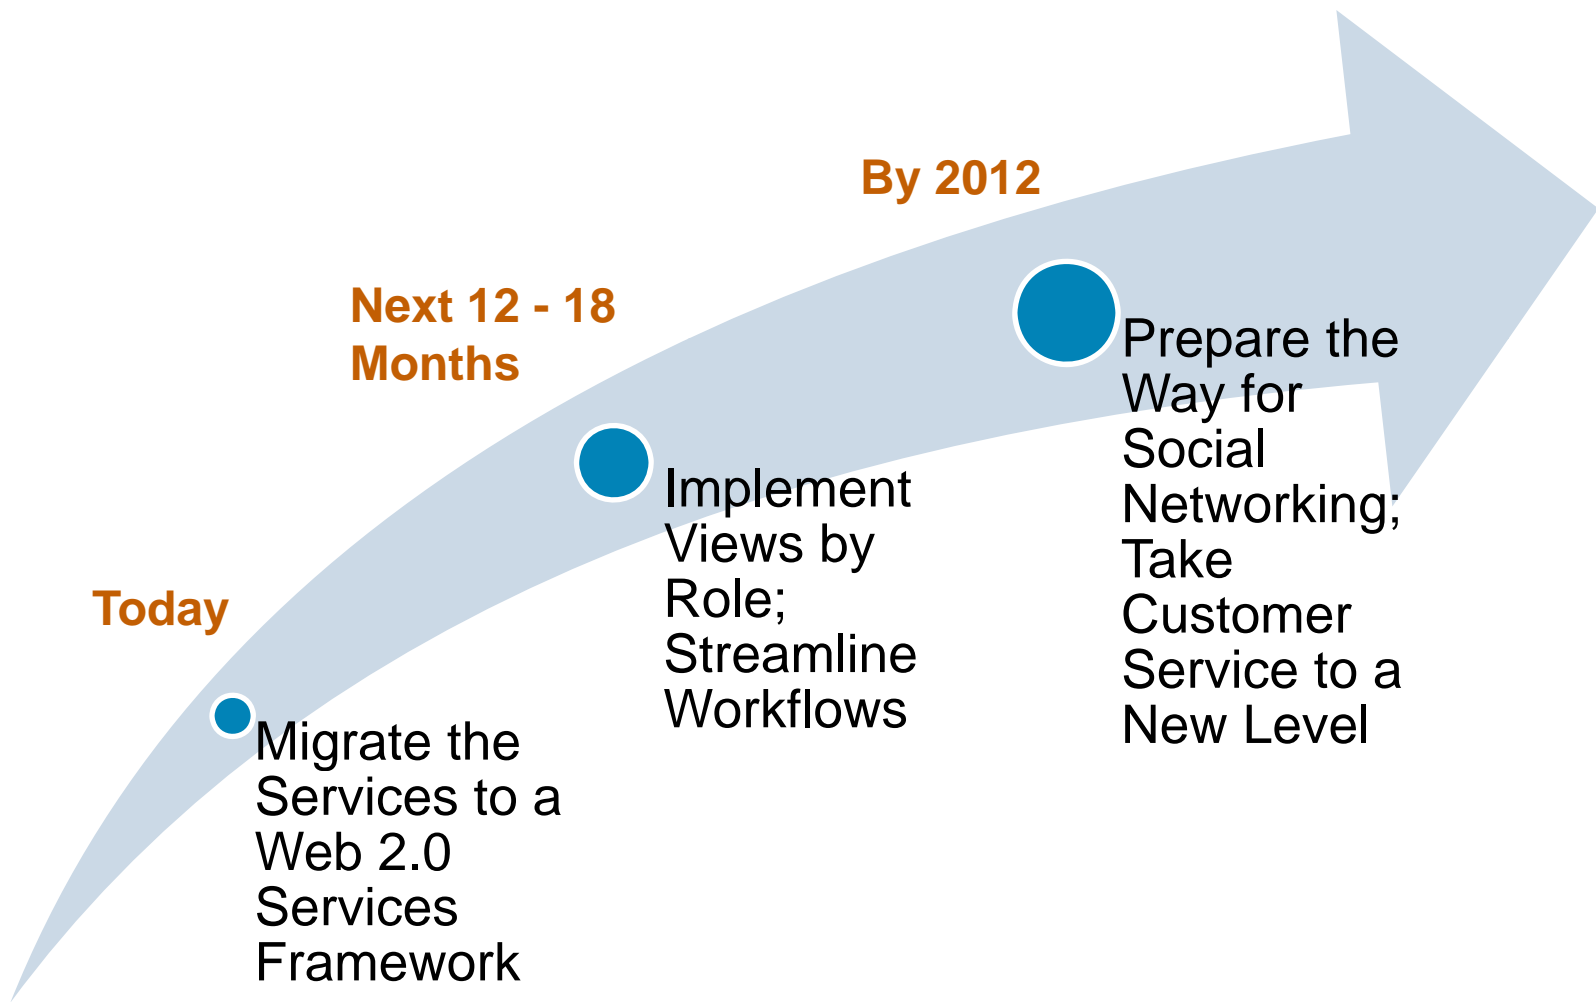 Today
Migrate the
Services to a
Web 2.0
Services
Framework
Next 12 - 18
Months
Implement
Views by
Role;
Streamline
Workflows
By 2012
Prepare the
Way for
Social
Networking;
Take
Customer
Service to a
New Level